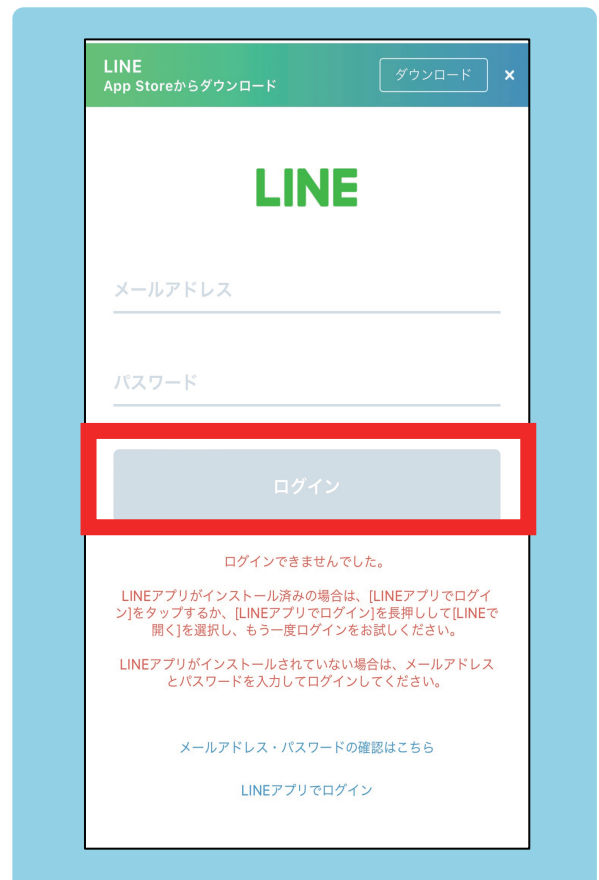 LINE
App Storeからダウンロード
ダウンロード
×
LINE
メールアドレス
パスワード
ログイン
ログインできませんでした。
LINEアプリがインストール済みの場合は、[LINEアプリでログイ
ン]をタップするか、[LINEアプリでログイン]を長押しして[LINEで
開く]を選択し、もう一度ログインをお試しください。
LINEアプリがインストールされていない場合は、メールアドレス
とパスワードを入力してログインしてください。
メールアドレス・パスワードの確認はこちら
LINEアプリでログイン